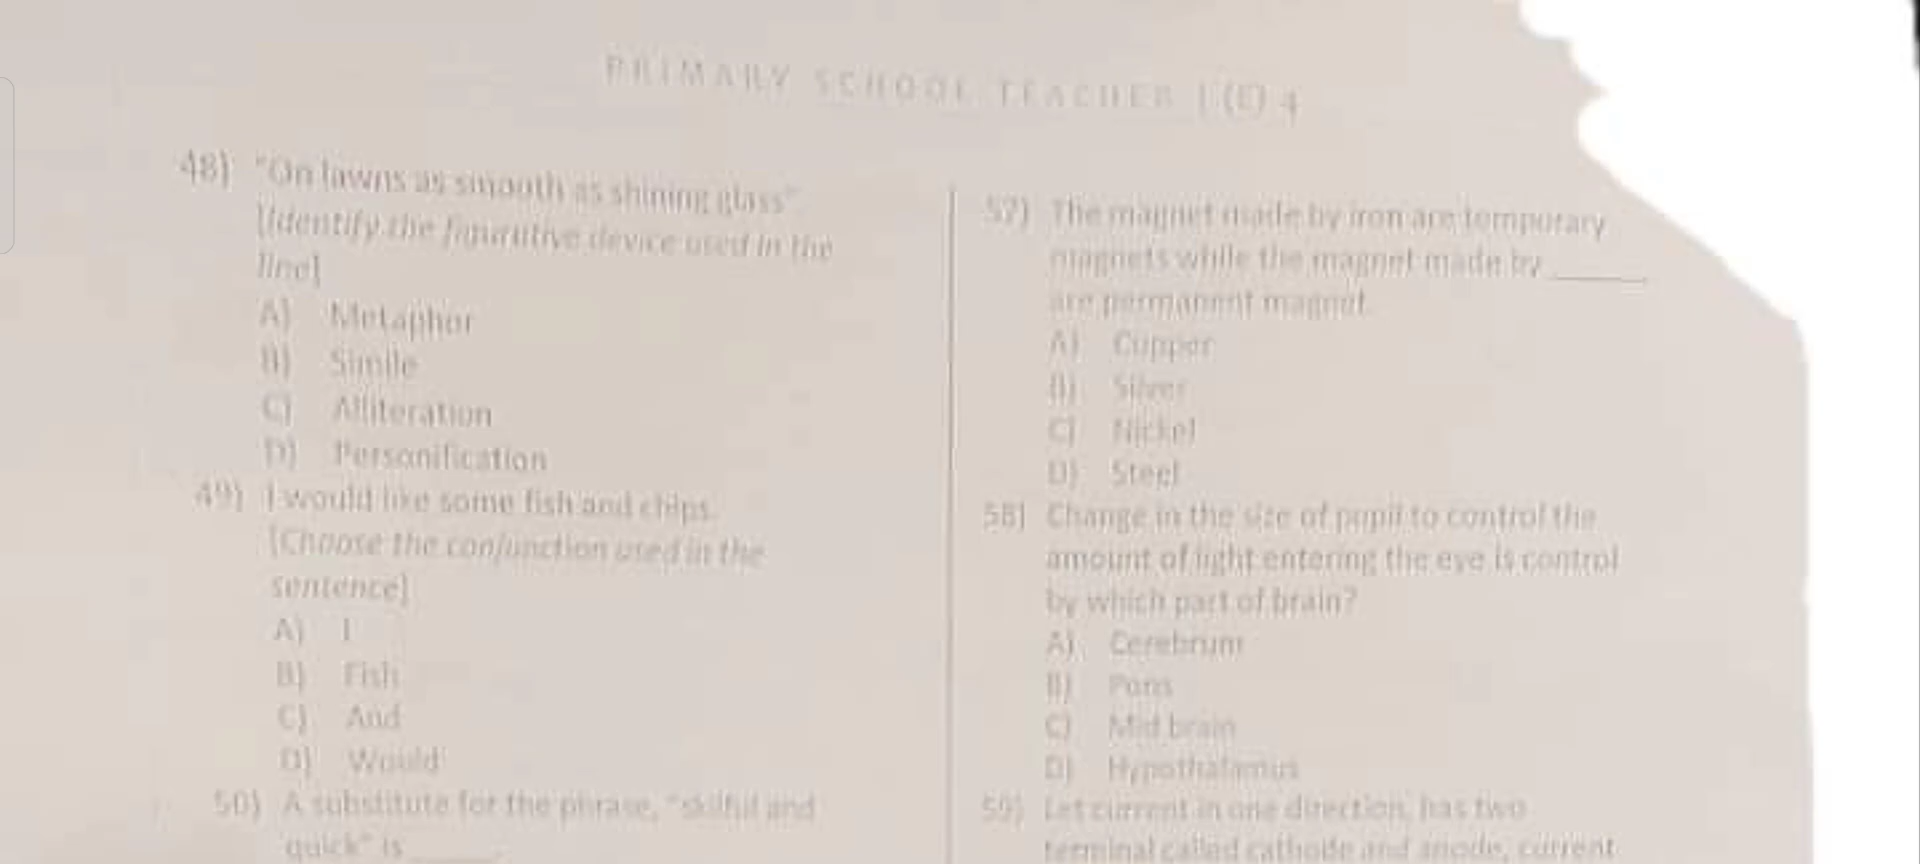 PRIMARY SCHOOL TEACHER I (E) 4
48) "On lawns as smooth as shining glass"
[Identify the figurative device used in the
line]
A) Metaphor
B) Simile
C) Alliteration
D) Personification
49) I would like some fish and chips.
[Choose the conjunction used in the
sentence]
A) I
B) Fish
C) And
D) Would
50) A substitute for the phrase, "skilful and
quick" is ______.
57) The magnet made by iron are temporary
magnets while the magnet made by ______
are permanent magnet.
A) Copper
B) Silver
C) Nickel
D) Steel
58) Change in the size of pupil to control the
amount of light entering the eye is control
by which part of brain?
A) Cerebrum
B) Pons
C) Mid brain
D) Hypothalamus
59) Let current in one direction, has two
terminal called cathode and anode, current